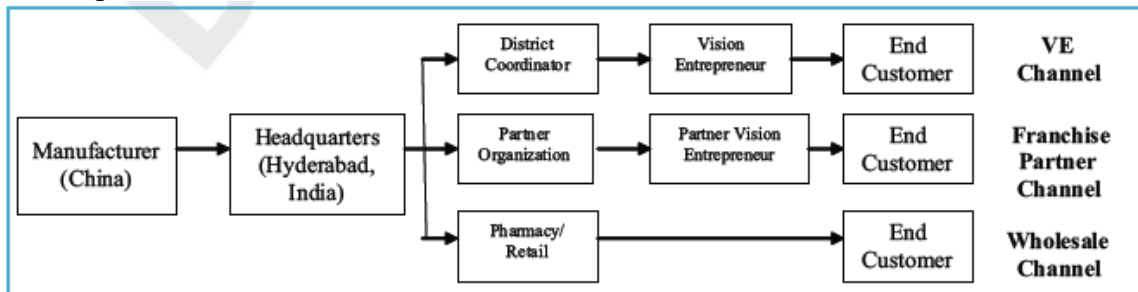 District
Coordinator
Vision
Entrepreneur
End
Customer
VE
Channel
Manufacturer
(China)
Headquarters
(Hyderabad,
India)
Partner
Organization
Partner Vision
Entrepreneur
End
Customer
Franchise
Partner
Channel
Pharmacy/
Retail
End
Customer
Wholesale
Channel